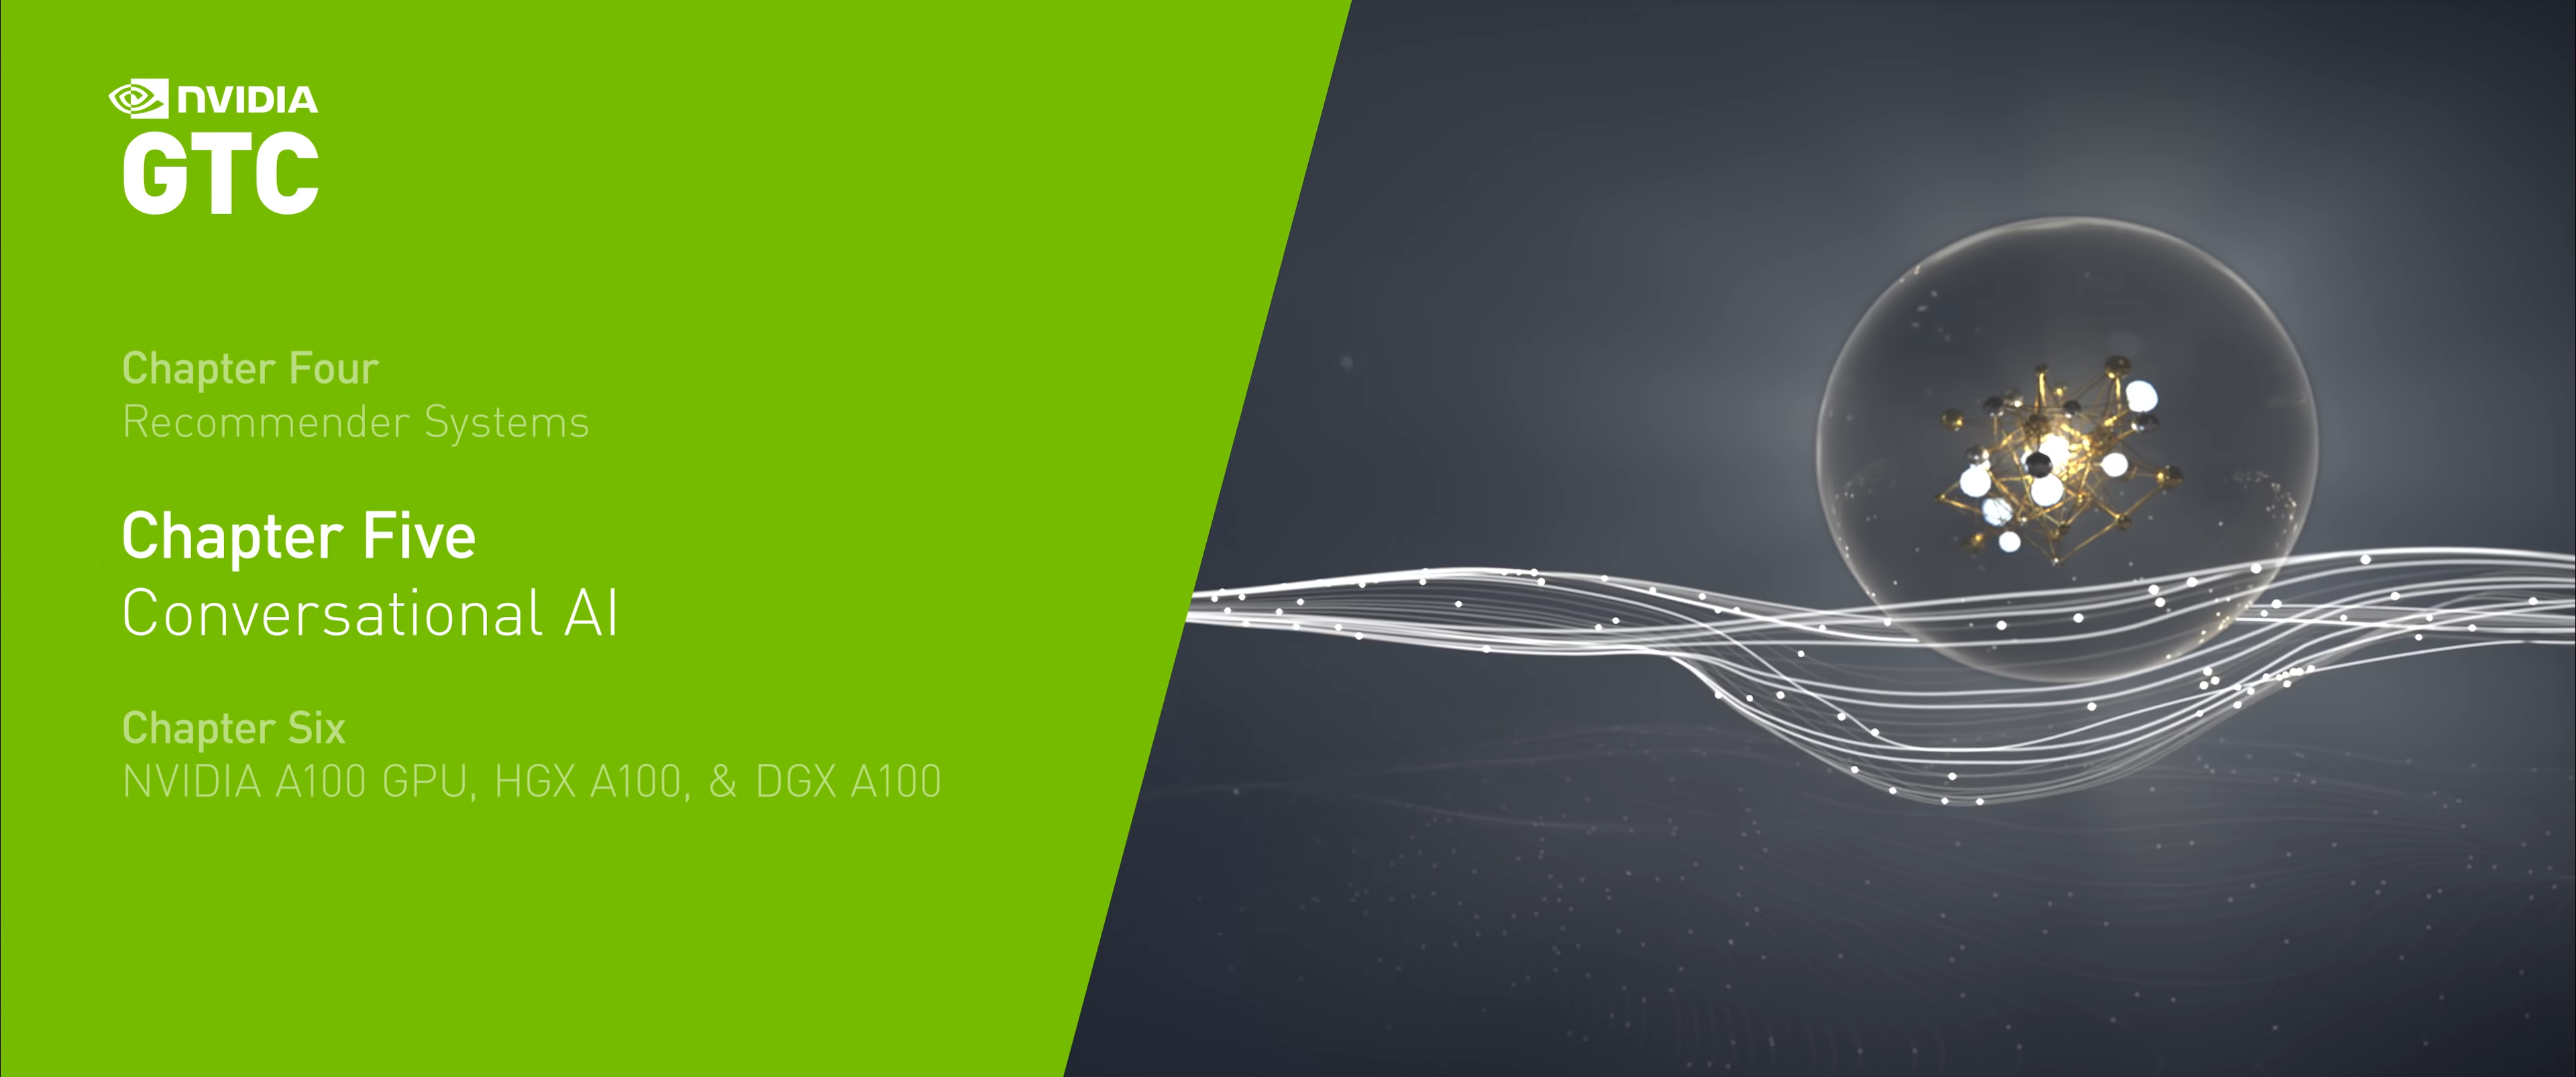 NVIDIA
GTC
Chapter Four
Recommender Systems
Chapter Five
Conversational AI
Chapter Six
NVIDIA A100 GPU, HGX A100, & DGX A100